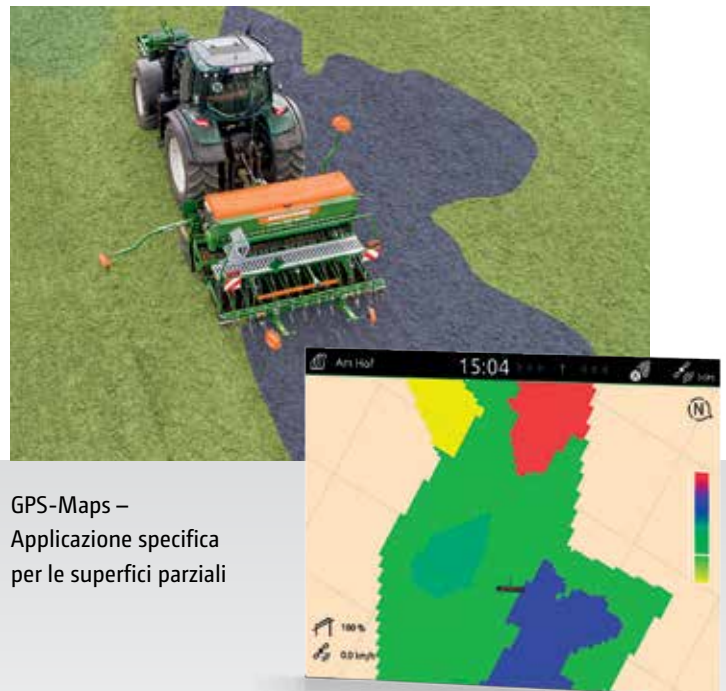 Am Hof
15:04
N
100 %
0.0 km/h
GPS-Maps –
Applicazione specifica
per le superfici parziali